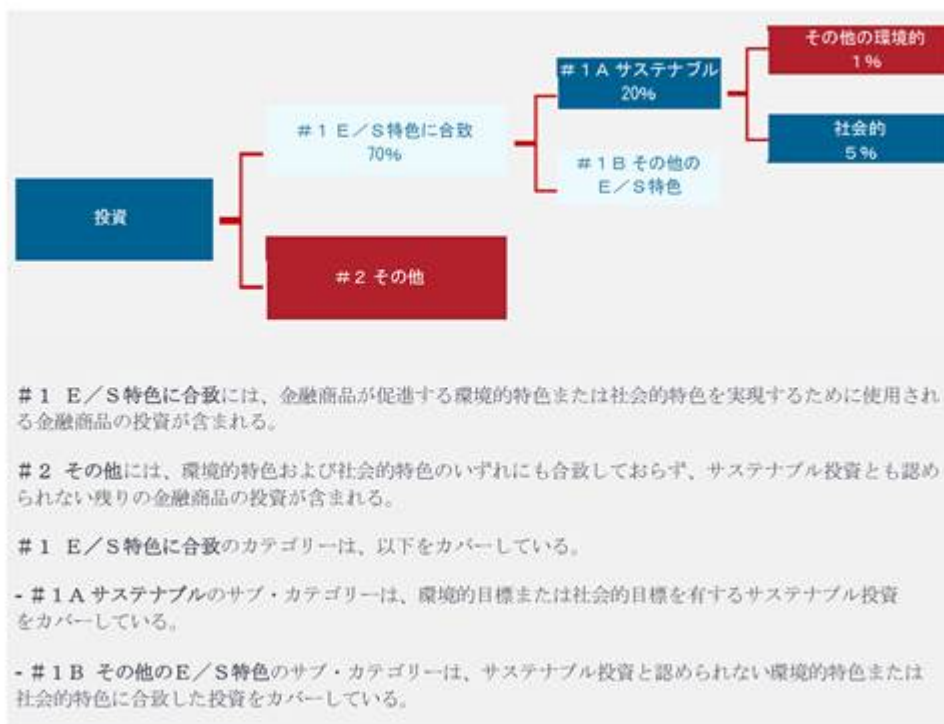 その他の環境的
1%
#1A サステナブル
20%
#1 E/S特色に合致
70%
社会的
5%
#1B その他の
E/S特色
投資
#2 その他
#1 E/S特色に合致には、金融商品が促進する環境的特色または社会的特色を実現するために使用され
る金融商品の投資が含まれる。
#2 その他には、環境的特色および社会的特色のいずれにも合致しておらず、サステナブル投資とも認め
られない残りの金融商品の投資が含まれる。
#1 E/S特色に合致のカテゴリーは、以下をカバーしている。
- #1A サステナブルのサブ・カテゴリーは、環境的目標または社会的目標を有するサステナブル投資
をカバーしている。
- #1B その他のE/S特色のサブ・カテゴリーは、サステナブル投資と認められない環境的特色または
社会的特色に合致した投資をカバーしている。